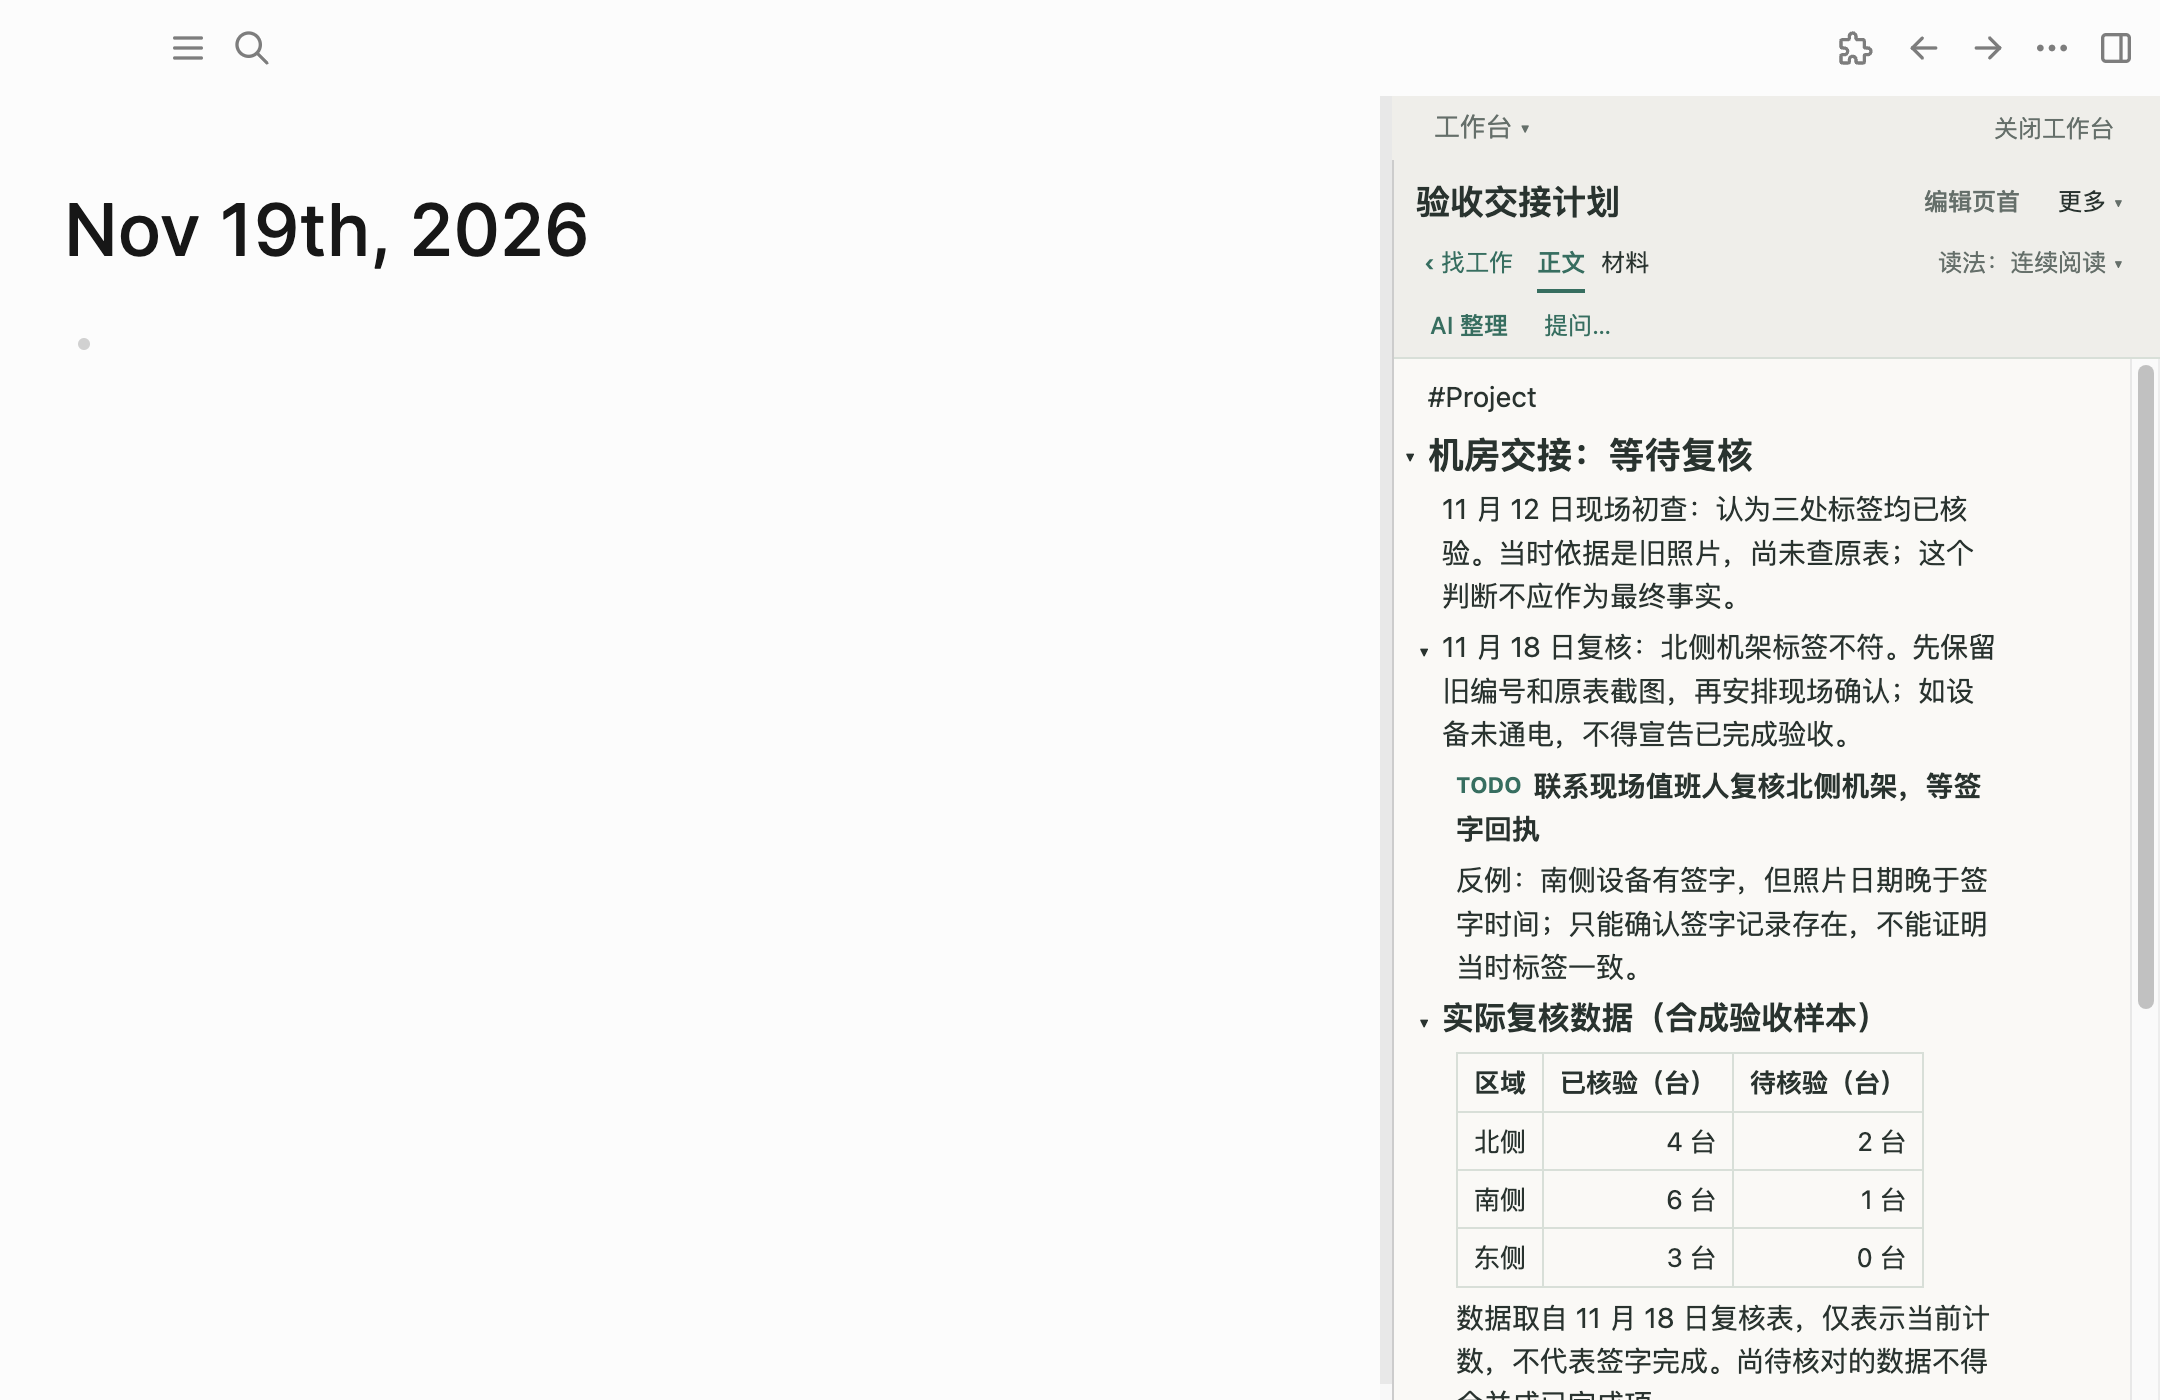 Nov 19th, 2026
工作台 ▾
关闭工作台
验收交接计划
编辑页首
更多 ▾
‹ 找工作
正文
材料
读法：连续阅读 ▾
AI 整理
提问...
#Project
机房交接：等待复核
11 月 12 日现场初查：认为三处标签均已核
验。当时依据是旧照片，尚未查原表；这个
判断不应作为最终事实。
11 月 18 日复核：北侧机架标签不符。先保留
旧编号和原表截图，再安排现场确认；如设
备未通电，不得宣告已完成验收。
TODO 联系现场值班人复核北侧机架，等签
字回执
反例：南侧设备有签字，但照片日期晚于签
字时间；只能确认签字记录存在，不能证明
当时标签一致。
实际复核数据（合成验收样本）
区域 已核验（台） 待核验（台）
北侧 4 台 2 台
南侧 6 台 1 台
东侧 3 台 0 台
数据取自 11 月 18 日复核表，仅表示当前计
数，不代表签字完成。尚待核对的数据不得